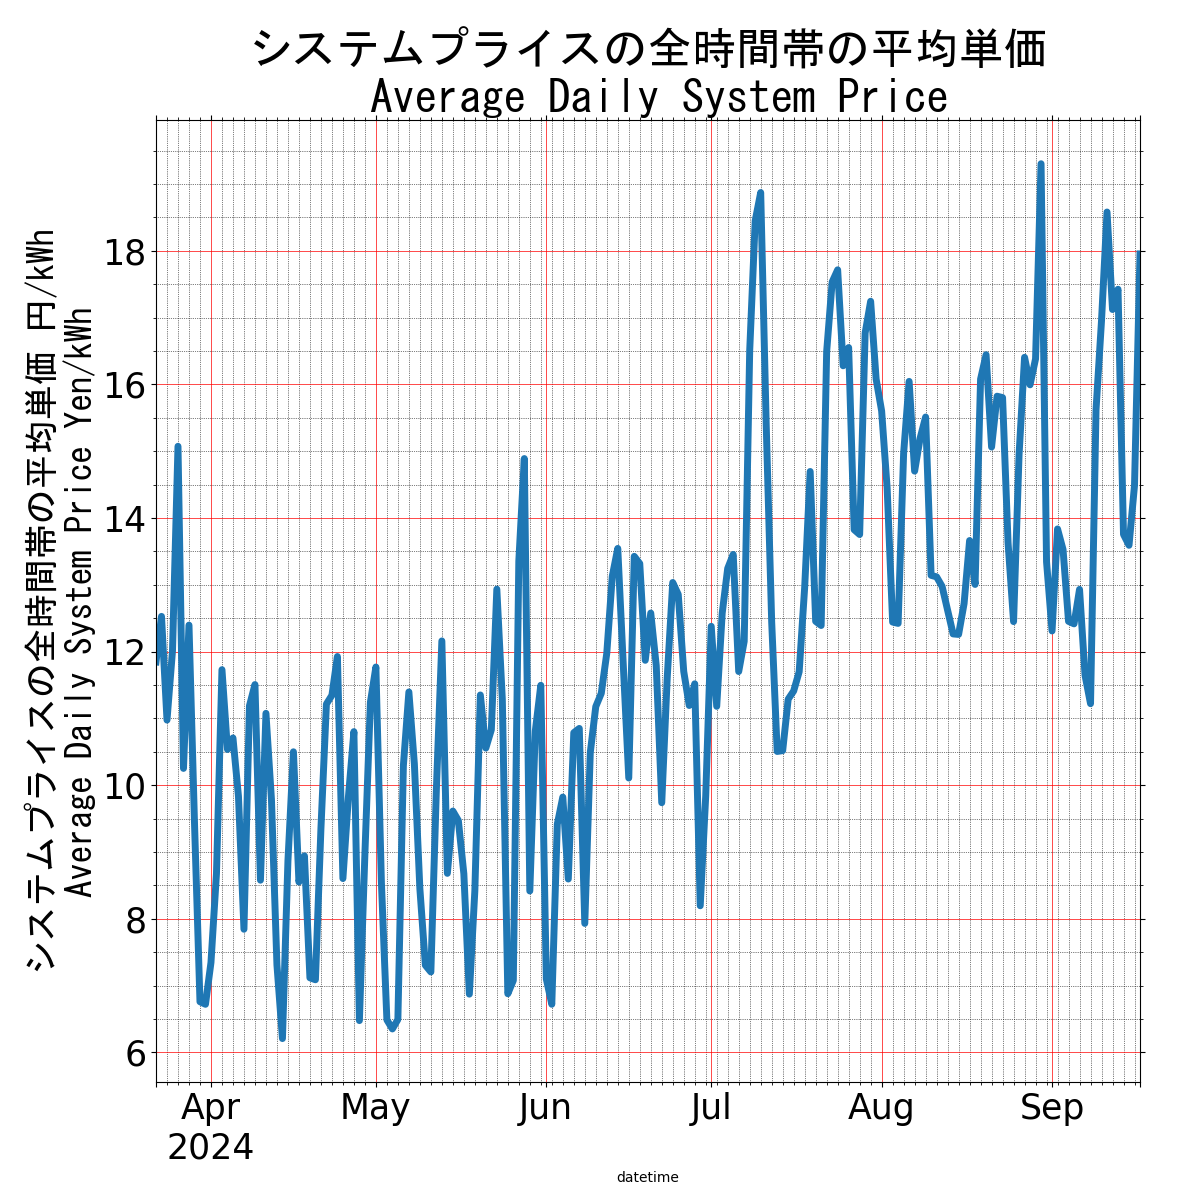 システムプライスの全時間帯の平均単価
Average Daily System Price
システムプライスの全時間帯の平均単価 円/kWh
Average Daily System Price Yen/kWh
18
16
14
12
10
8
6
Apr
2024
May
Jun
Jul
Aug
Sep
datetime